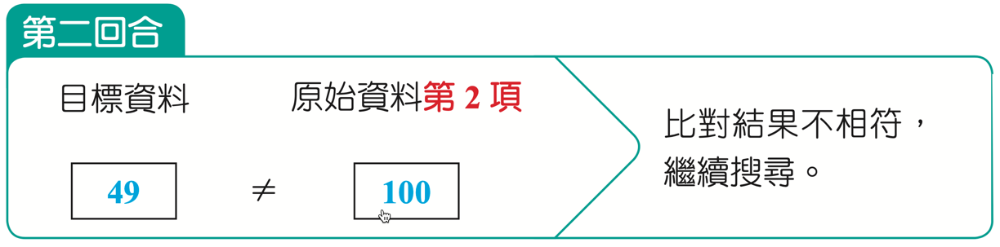 第二回合
目標資料 原始資料第 2 項
49 ≠ 100
比對結果不相符，
繼續搜尋。